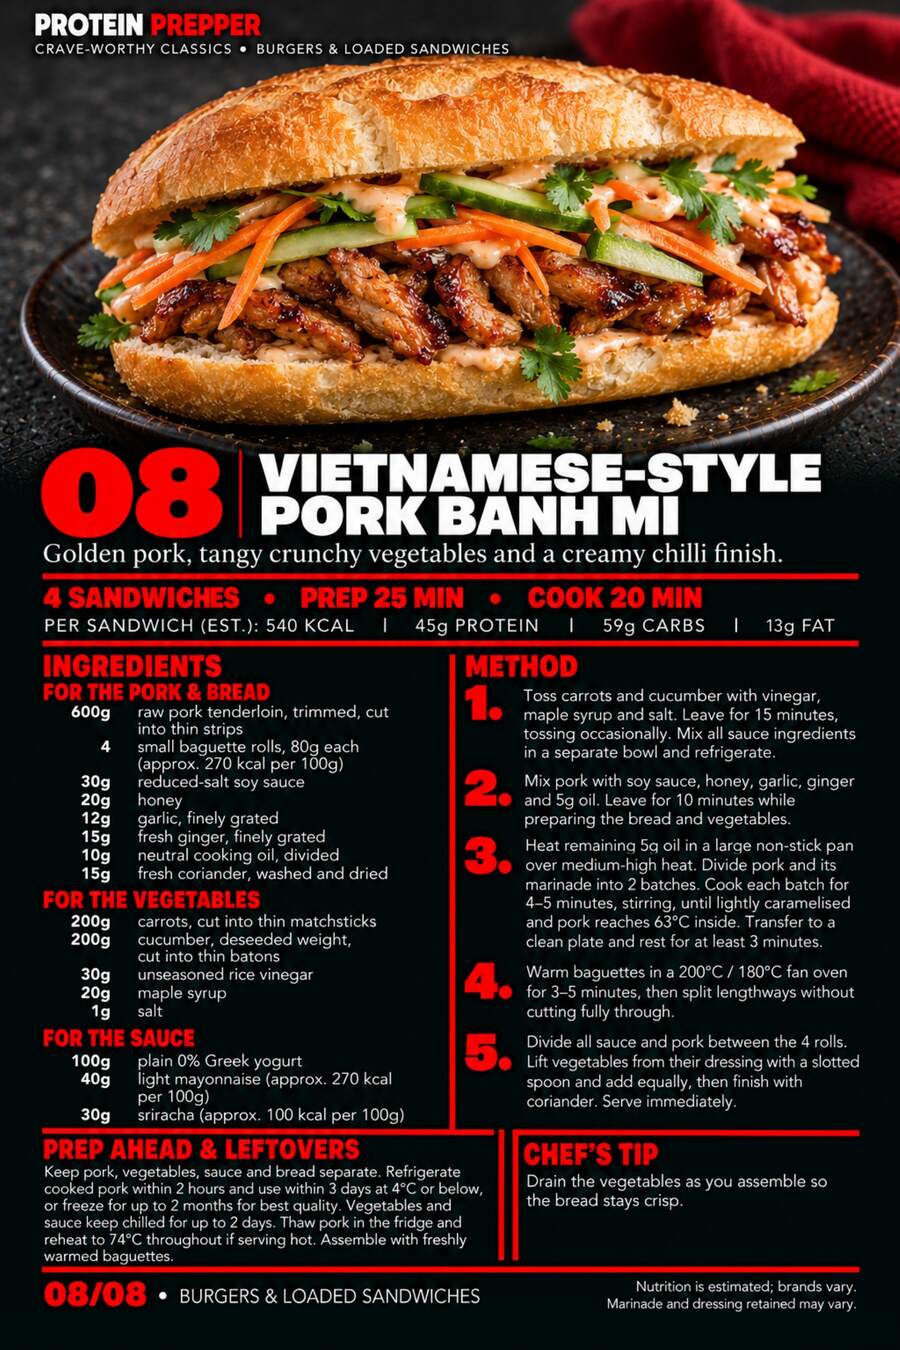 PROTEIN PREPPER
CRAVE-WORTHY CLASSICS • BURGERS & LOADED SANDWICHES
08
VIETNAMESE-STYLE
PORK BANH MI
Golden pork, tangy crunchy vegetables and a creamy chilli finish.
4 SANDWICHES • PREP 25 MIN • COOK 20 MIN
PER SANDWICH (EST.): 540 KCAL | 45g PROTEIN | 59g CARBS | 13g FAT
INGREDIENTS
FOR THE PORK & BREAD
600g raw pork tenderloin, trimmed, cut
into thin strips
4 small baguette rolls, 80g each
(approx. 270 kcal per 100g)
30g reduced-salt soy sauce
20g honey
12g garlic, finely grated
15g fresh ginger, finely grated
10g neutral cooking oil, divided
15g fresh coriander, washed and dried
FOR THE VEGETABLES
200g carrots, cut into thin matchsticks
200g cucumber, deseeded weight,
cut into thin batons
30g unseasoned rice vinegar
20g maple syrup
1g salt
FOR THE SAUCE
100g plain 0% Greek yogurt
40g light mayonnaise (approx. 270 kcal
per 100g)
30g sriracha (approx. 100 kcal per 100g)
METHOD
1. Toss carrots and cucumber with vinegar,
maple syrup and salt. Leave for 15 minutes,
tossing occasionally. Mix all sauce ingredients
in a separate bowl and refrigerate.
2. Mix pork with soy sauce, honey, garlic, ginger
and 5g oil. Leave for 10 minutes while
preparing the bread and vegetables.
3. Heat remaining 5g oil in a large non-stick pan
over medium-high heat. Divide pork and its
marinade into 2 batches. Cook each batch for
4–5 minutes, stirring, until lightly caramelised
and pork reaches 63°C inside. Transfer to a
clean plate and rest for at least 3 minutes.
4. Warm baguettes in a 200°C / 180°C fan oven
for 3–5 minutes, then split lengthways without
cutting fully through.
5. Divide all sauce and pork between the 4 rolls.
Lift vegetables from their dressing with a slotted
spoon and add equally, then finish with
coriander. Serve immediately.
PREP AHEAD & LEFTOVERS
Keep pork, vegetables, sauce and bread separate. Refrigerate
cooked pork within 2 hours and use within 3 days at 4°C or below,
or freeze for up to 2 months for best quality. Vegetables and
sauce keep chilled for up to 2 days. Thaw pork in the fridge and
reheat to 74°C throughout if serving hot. Assemble with freshly
warmed baguettes.
CHEF'S TIP
Drain the vegetables as you assemble so
the bread stays crisp.
08/08 • BURGERS & LOADED SANDWICHES
Nutrition is estimated; brands vary.
Marinade and dressing retained may vary.